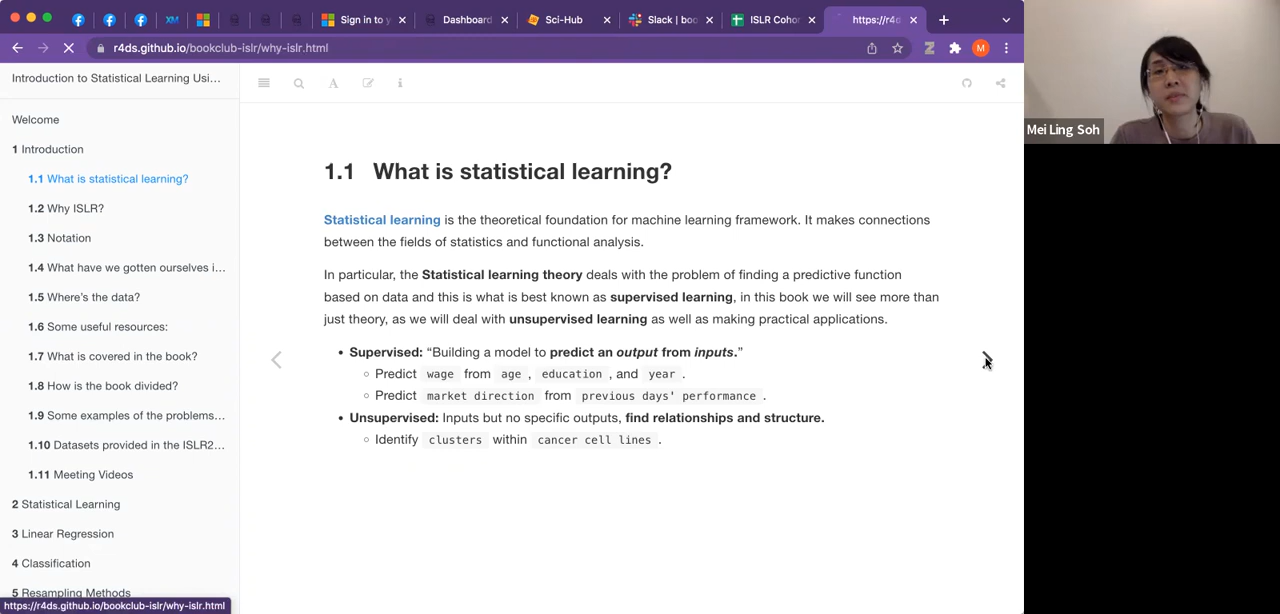 Sign in to y
Dashboard
Sci-Hub
Slack | boo
ISLR Cohor
https://r4d
r4ds.github.io/bookclub-islr/why-islr.html
M
Introduction to Statistical Learning Usi…
Welcome
1 Introduction
1.1 What is statistical learning?
1.2 Why ISLR?
1.3 Notation
1.4 What have we gotten ourselves i…
1.5 Where's the data?
1.6 Some useful resources:
1.7 What is covered in the book?
1.8 How is the book divided?
1.9 Some examples of the problems…
1.10 Datasets provided in the ISLR2…
1.11 Meeting Videos
2 Statistical Learning
3 Linear Regression
4 Classification
5 Resampling Methods
https://r4ds.github.io/bookclub-islr/why-islr.html
1.1 What is statistical learning?
Statistical learning is the theoretical foundation for machine learning framework. It makes connections
between the fields of statistics and functional analysis.
In particular, the Statistical learning theory deals with the problem of finding a predictive function
based on data and this is what is best known as supervised learning, in this book we will see more than
just theory, as we will deal with unsupervised learning as well as making practical applications.
• Supervised: “Building a model to predict an output from inputs.”
◦ Predict wage from age , education , and year .
◦ Predict market direction from previous days' performance .
• Unsupervised: Inputs but no specific outputs, find relationships and structure.
◦ Identify clusters within cancer cell lines .
Mei Ling Soh